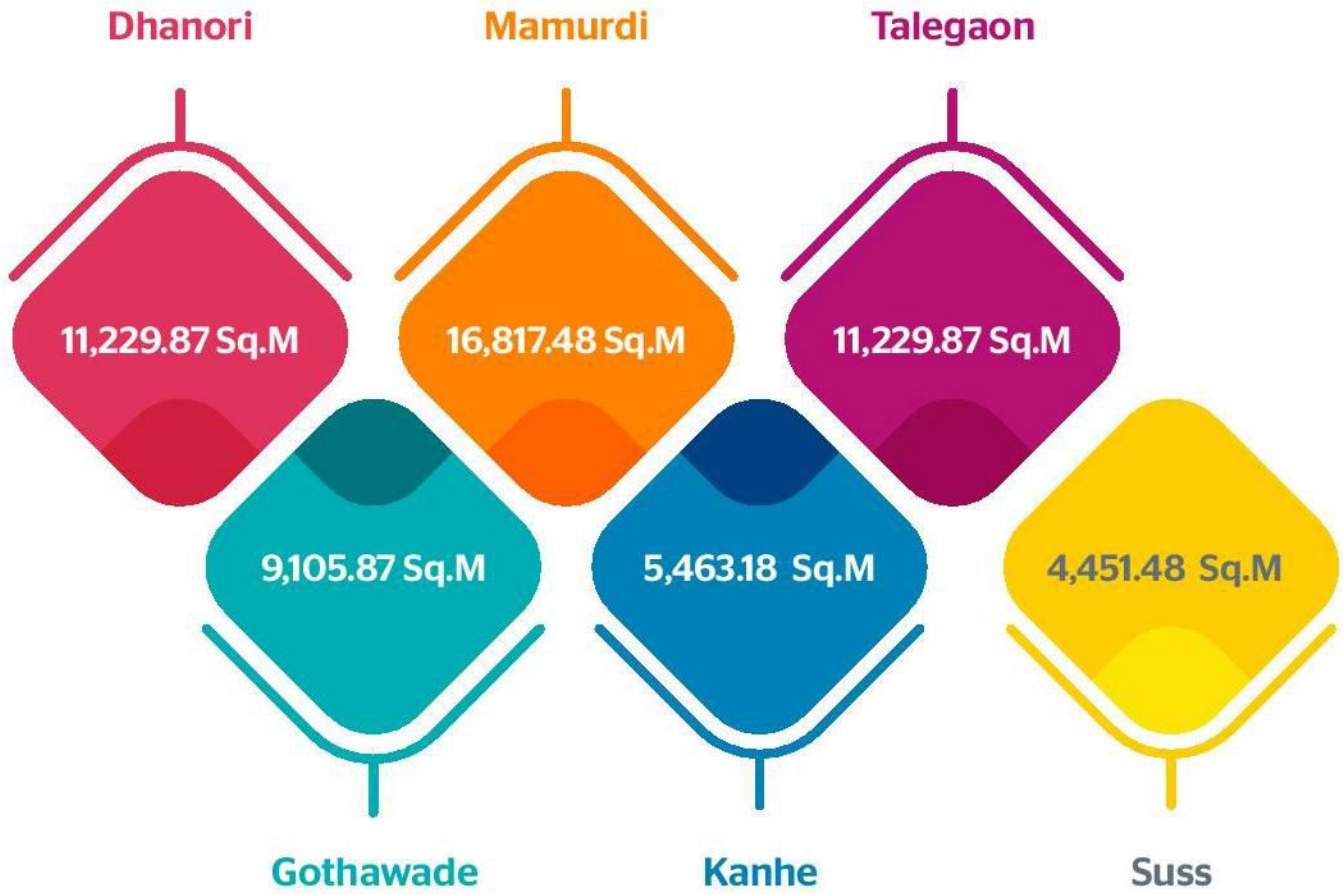 Dhanori
Mamurdi
Talegaon
11,229.87 Sq.M
16,817.48 Sq.M
11,229.87 Sq.M
9,105.87 Sq.M
5,463.18 Sq.M
4,451.48 Sq.M
Gothawade
Kanhe
Suss